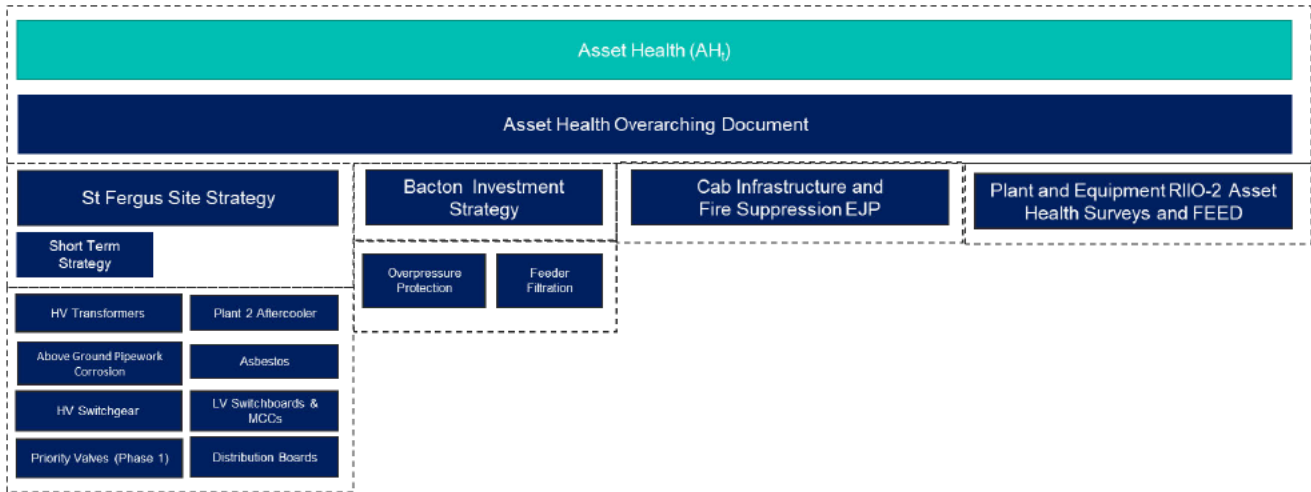 Asset Health (AHt)
Asset Health Overarching Document
St Fergus Site Strategy
Short Term
Strategy
HV Transformers
Plant 2 Aftercooler
Above Ground Pipework
Corrosion
Asbestos
HV Switchgear
LV Switchboards &
MCCs
Priority Valves (Phase 1)
Distribution Boards
Bacton Investment
Strategy
Overpressure
Protection
Feeder
Filtration
Cab Infrastructure and
Fire Suppression EJP
Plant and Equipment RIIO-2 Asset
Health Surveys and FEED